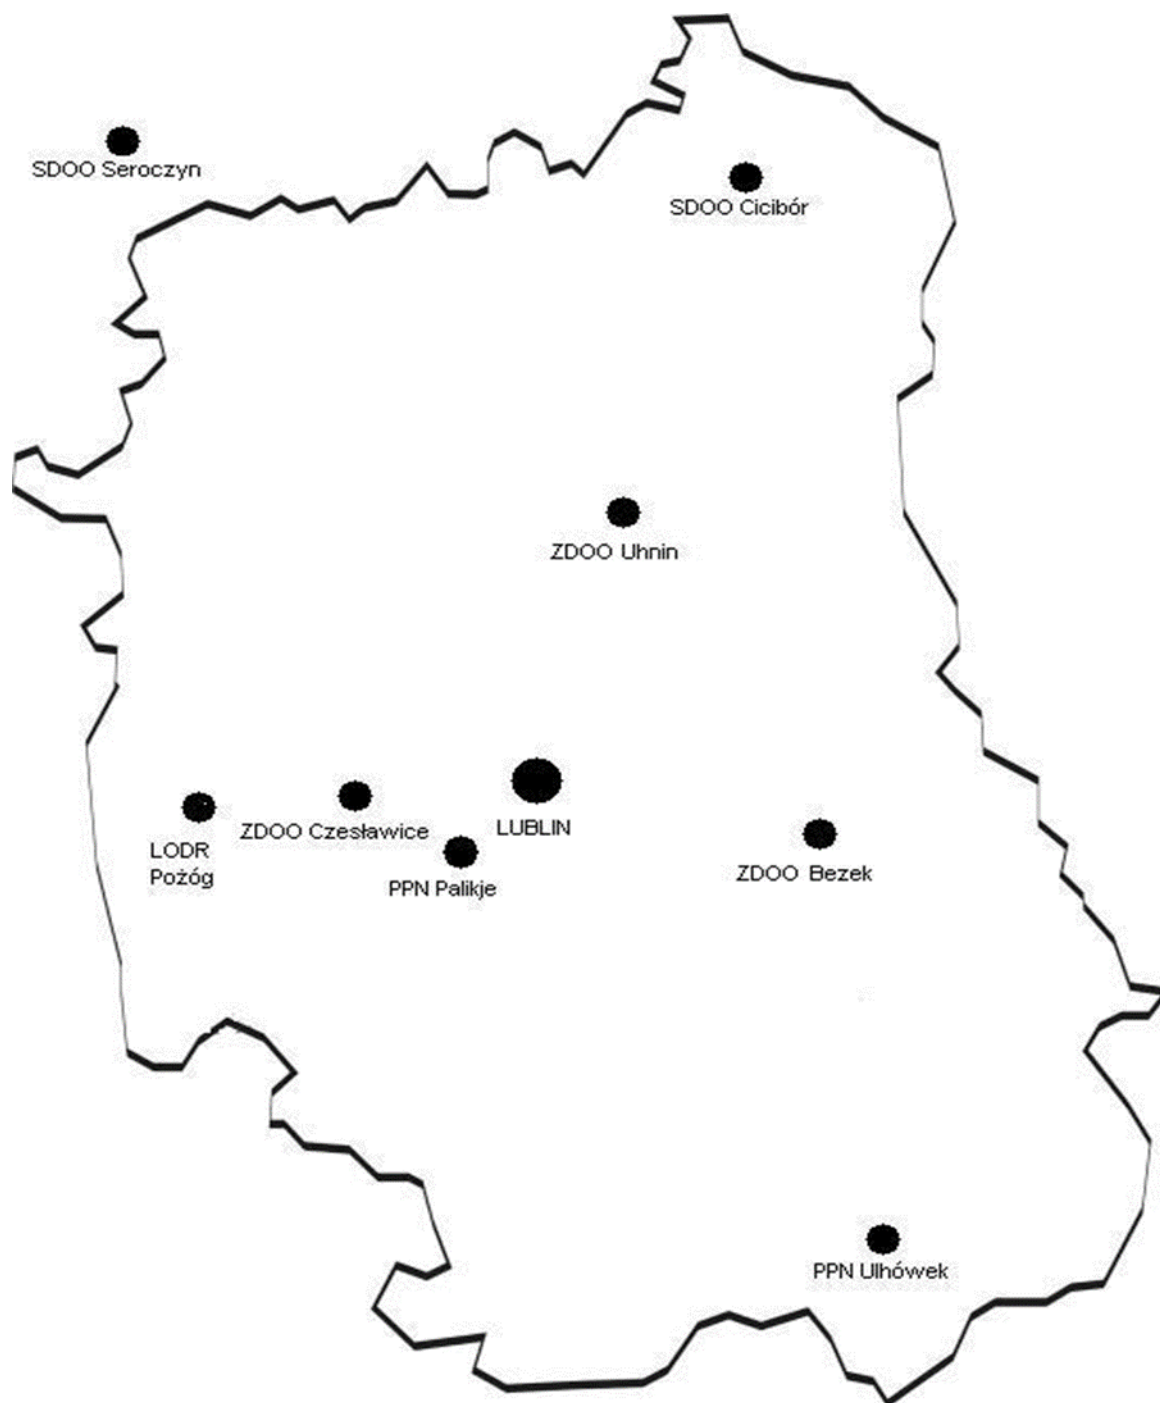 SDOO Seroczyn
SDOO Cicibór
ZDOO Uhnin
LUBLIN
ZDOO Czesławice
LODR
Pożóg
PPN Palikje
ZDOO Bezek
PPN Ulhówek